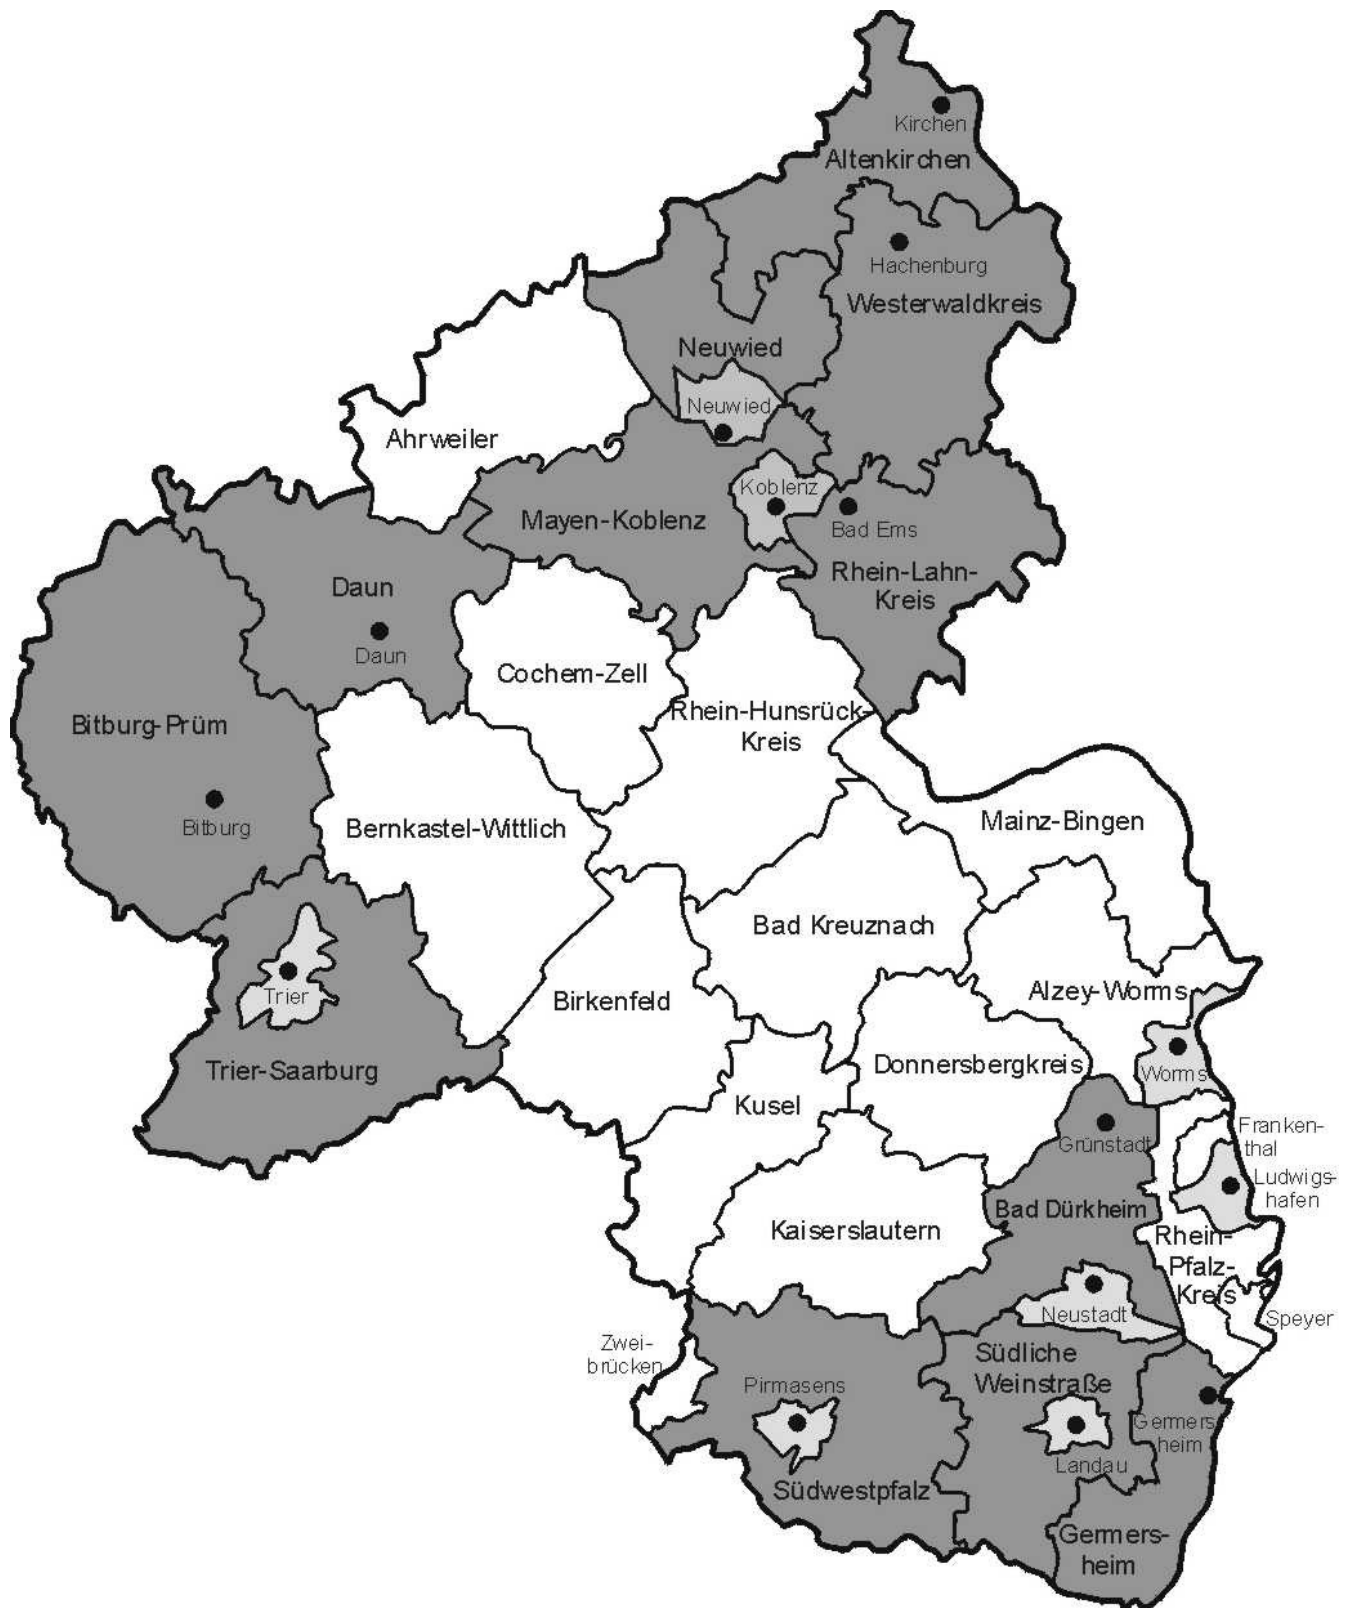 Kirchen
Altenkirchen
Hachenburg
Westerwaldkreis
Neuwied
Neuwied
Ahrweiler
Koblenz
Mayen-Koblenz
Bad Ems
Rhein-Lahn-
Kreis
Daun
Daun
Cochem-Zell
Rhein-Hunsrück-
Kreis
Bitburg-Prüm
Bitburg
Bernkastel-Wittlich
Mainz-Bingen
Bad Kreuznach
Trier
Birkenfeld
Alzey-Worms
Trier-Saarburg
Donnersbergkreis
Worms
Kusel
Grünstadt
Franken-
thal
Ludwigs-
hafen
Bad Dürkheim
Kaiserslautern
Rhein-
Pfalz-
Kreis
Neustadt
Speyer
Zwei-
brücken
Südliche
Weinstraße
Pirmasens
Germers-
heim
Landau
Südwestpfalz
Germers-
heim